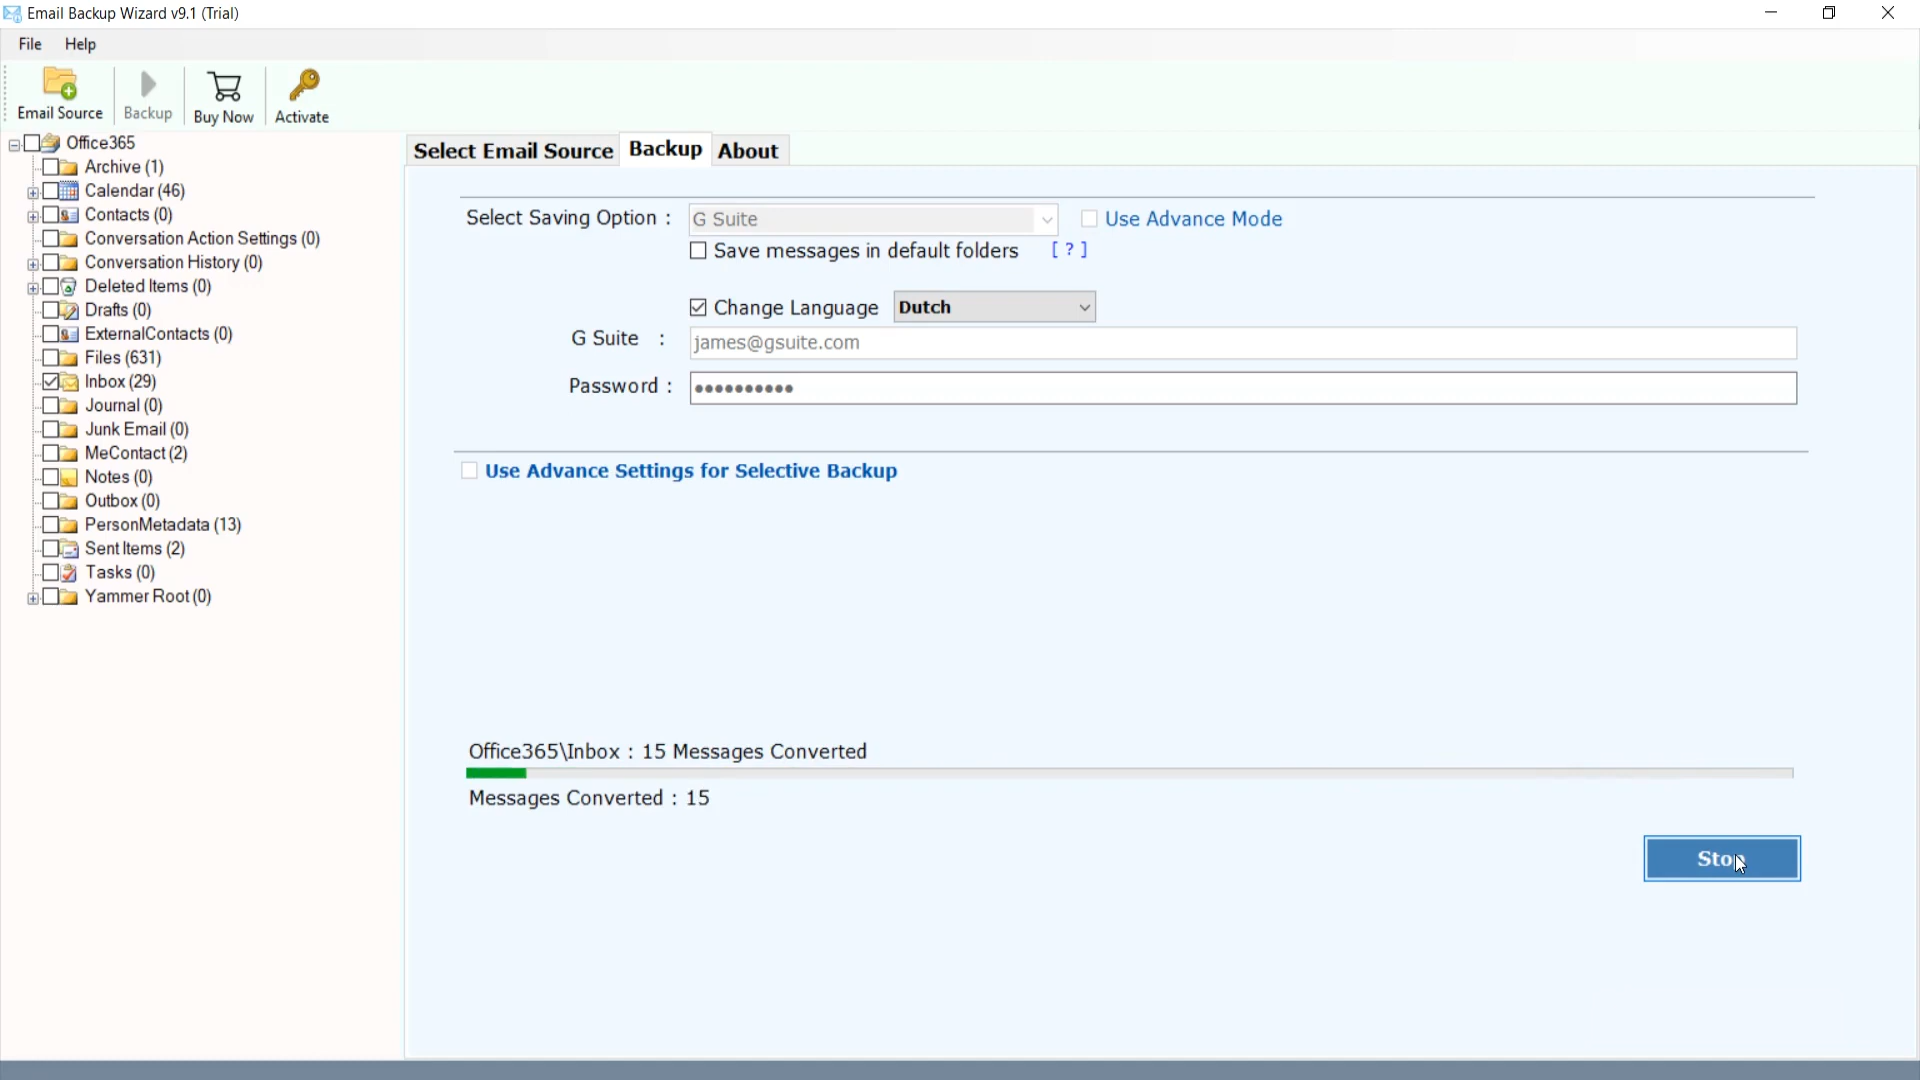 Email Backup Wizard v9.1 (Trial)
File Help
Email Source Backup Buy Now Activate
Office365
Archive (1)
Calendar (46)
Contacts (0)
Conversation Action Settings (0)
Conversation History (0)
Deleted Items (0)
Drafts (0)
ExternalContacts (0)
Files (631)
Inbox (29)
Journal (0)
Junk Email (0)
MeContact (2)
Notes (0)
Outbox (0)
PersonMetadata (13)
Sent Items (2)
Tasks (0)
Yammer Root (0)
Select Email Source Backup About
Select Saving Option : G Suite Use Advance Mode
Save messages in default folders [ ? ]
Change Language Dutch
G Suite : james@gsuite.com
Password : ●●●●●●●●●●
Use Advance Settings for Selective Backup
Office365\Inbox : 15 Messages Converted
Messages Converted : 15
Stop